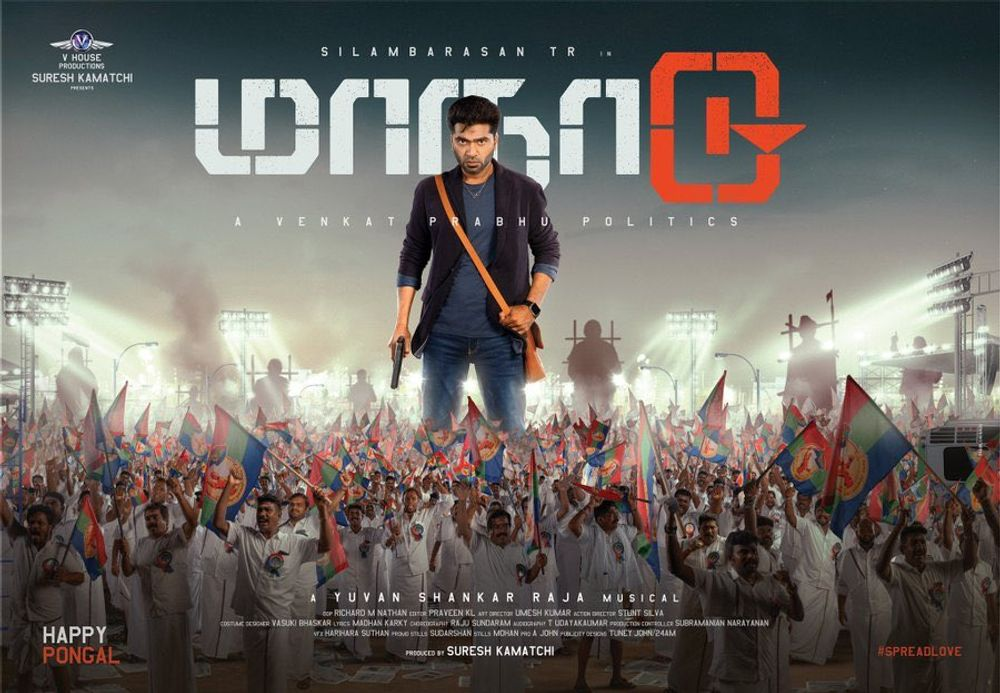 V HOUSE
PRODUCTIONS
SURESH KAMATCHI
PRESENTS
SILAMBARASAN TR IN
மாநாடு
A VENKAT PRABHU POLITICS
A YUVAN SHANKAR RAJA MUSICAL
DOP RICHARD M NATHAN EDITOR PRAVEEN KL ART DIRECTOR UMESH KUMAR ACTION DIRECTOR STUNT SILVA
COSTUME DESIGNER VASUKI BHASKAR LYRICS MADHAN KARKY CHOREOGRAPHY RAJU SUNDARAM AUDIOGRAPHY T UDAYAKUMAR PRODUCTION CONTROLLER SUBRAMANIAN NARAYANAN
VFX HARIHARA SUTHAN PROMO STILLS SUDARSHAN STILLS MOHAN PRO A JOHN PUBLICITY DESIGNS TUNEY JOHN/24AM
PRODUCED BY SURESH KAMATCHI
HAPPY
PONGAL
#SPREADLOVE